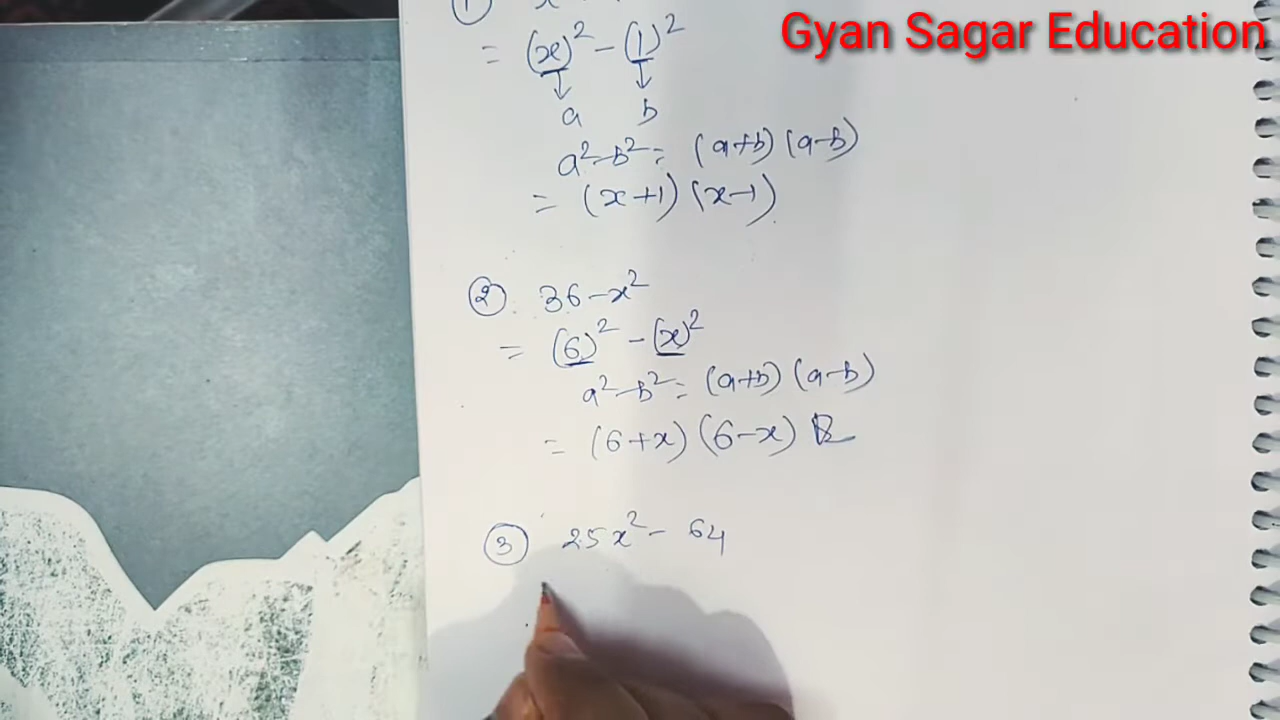 Gyan Sagar Education
① x
= (x)² - (1)²
a b
a² - b² = (a+b) (a-b)
= (x+1) (x-1)
② 36 - x²
= (6)² - (x)²
a² - b² = (a+b) (a-b)
= (6+x) (6-x)
③ 25x² - 64